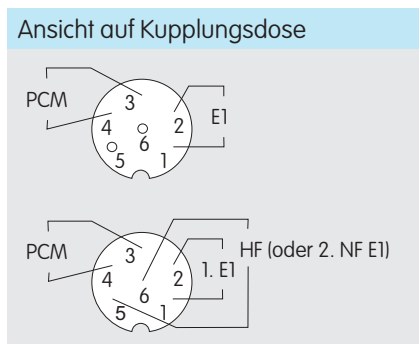 Ansicht auf Kupplungsdose
PCM
3
4
2
E1
6
5
1
PCM
3
HF (oder 2. NF E1)
1. E1
4
2
6
5
1